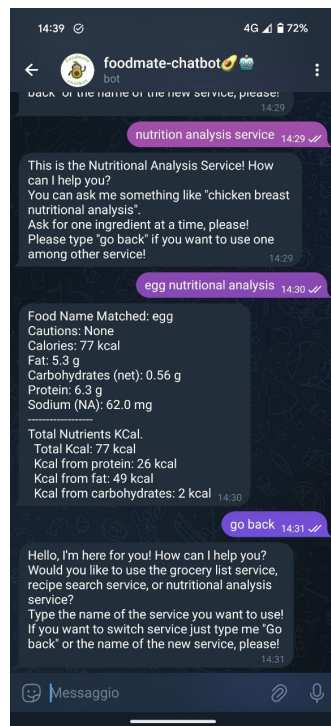 14:39 4G 72%
foodmate-chatbot🥑🤖
bot
back" or the name of the new service, please!
14:29
nutrition analysis service 14:29
This is the Nutritional Analysis Service! How
can I help you?
You can ask me something like "chicken breast
nutritional analysis".
Ask for one ingredient at a time, please!
Please type "go back" if you want to use one
among other service!
14:29
egg nutritional analysis 14:30
Food Name Matched: egg
Cautions: None
Calories: 77 kcal
Fat: 5.3 g
Carbohydrates (net): 0.56 g
Protein: 6.3 g
Sodium (NA): 62.0 mg
------------------
Total Nutrients KCal.
Total Kcal: 77 kcal
Kcal from protein: 26 kcal
Kcal from fat: 49 kcal
Kcal from carbohydrates: 2 kcal 14:30
go back 14:31
Hello, I'm here for you! How can I help you?
Would you like to use the grocery list service,
recipe search service, or nutritional analysis
service?
Type the name of the service you want to use!
If you want to switch service just type me "Go
back" or the name of the new service, please!
14:31
Messaggio